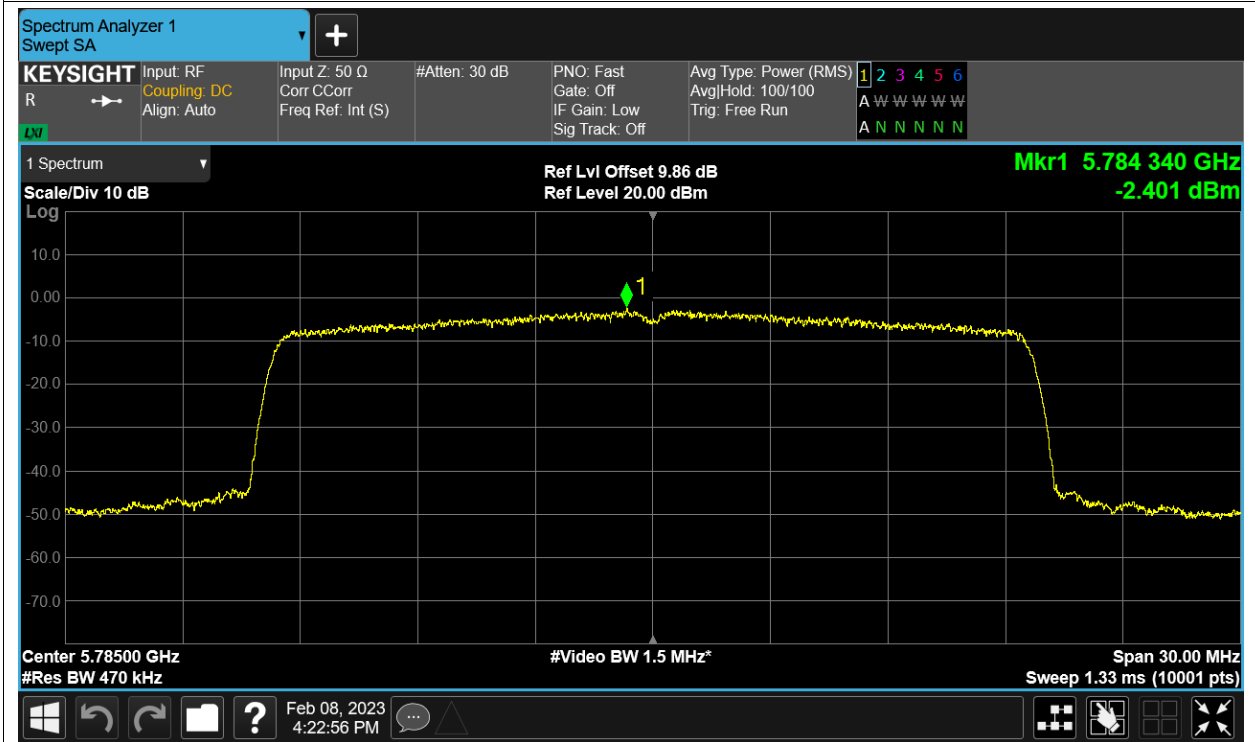 Spectrum Analyzer 1
Swept SA
+
KEYSIGHT
R
LXI
Input: RF
Coupling: DC
Align: Auto
Input Z: 50 Ω
Corr CCorr
Freq Ref: Int (S)
#Atten: 30 dB
PNO: Fast
Gate: Off
IF Gain: Low
Sig Track: Off
Avg Type: Power (RMS)
Avg|Hold: 100/100
Trig: Free Run
1 2 3 4 5 6
A W W W W W
A N N N N N
1 Spectrum
Scale/Div 10 dB
Ref Lvl Offset 9.86 dB
Ref Level 20.00 dBm
Mkr1 5.784 340 GHz
-2.401 dBm
Log
10.0
0.00
-10.0
-20.0
-30.0
-40.0
-50.0
-60.0
-70.0
1
Center 5.78500 GHz
#Res BW 470 kHz
#Video BW 1.5 MHz*
Span 30.00 MHz
Sweep 1.33 ms (10001 pts)
?
Feb 08, 2023
4:22:56 PM